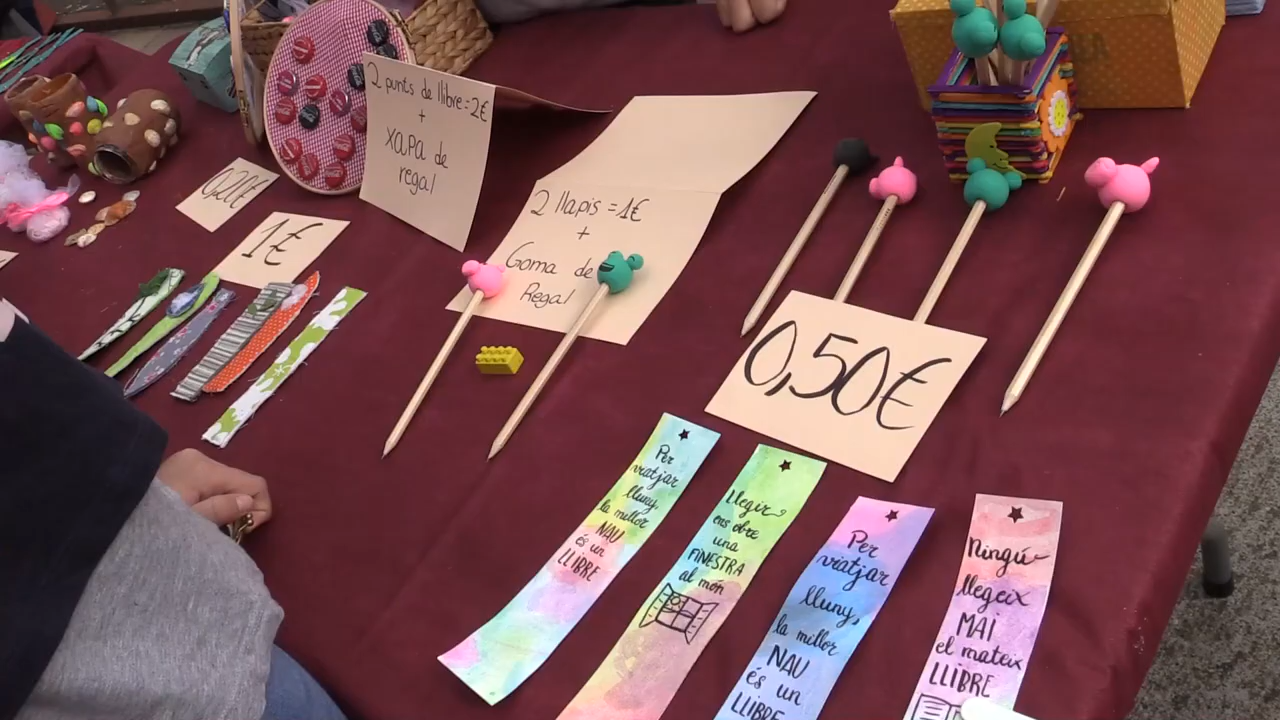 2 punts de llibre = 2€
+
XAPA de
regal
0,20€
1€
2 llapis = 1€
+
Goma de
Regal
0,50€
Per
viatjar
lluny,
la millor
NAU
és un
LLIBRE
Llegir
ens obre
una
FINESTRA
al món
Per
viatjar
lluny,
la millor
NAU
és un
LLIBRE
Ningú
llegeix
MAI
el mateix
LLIBRE